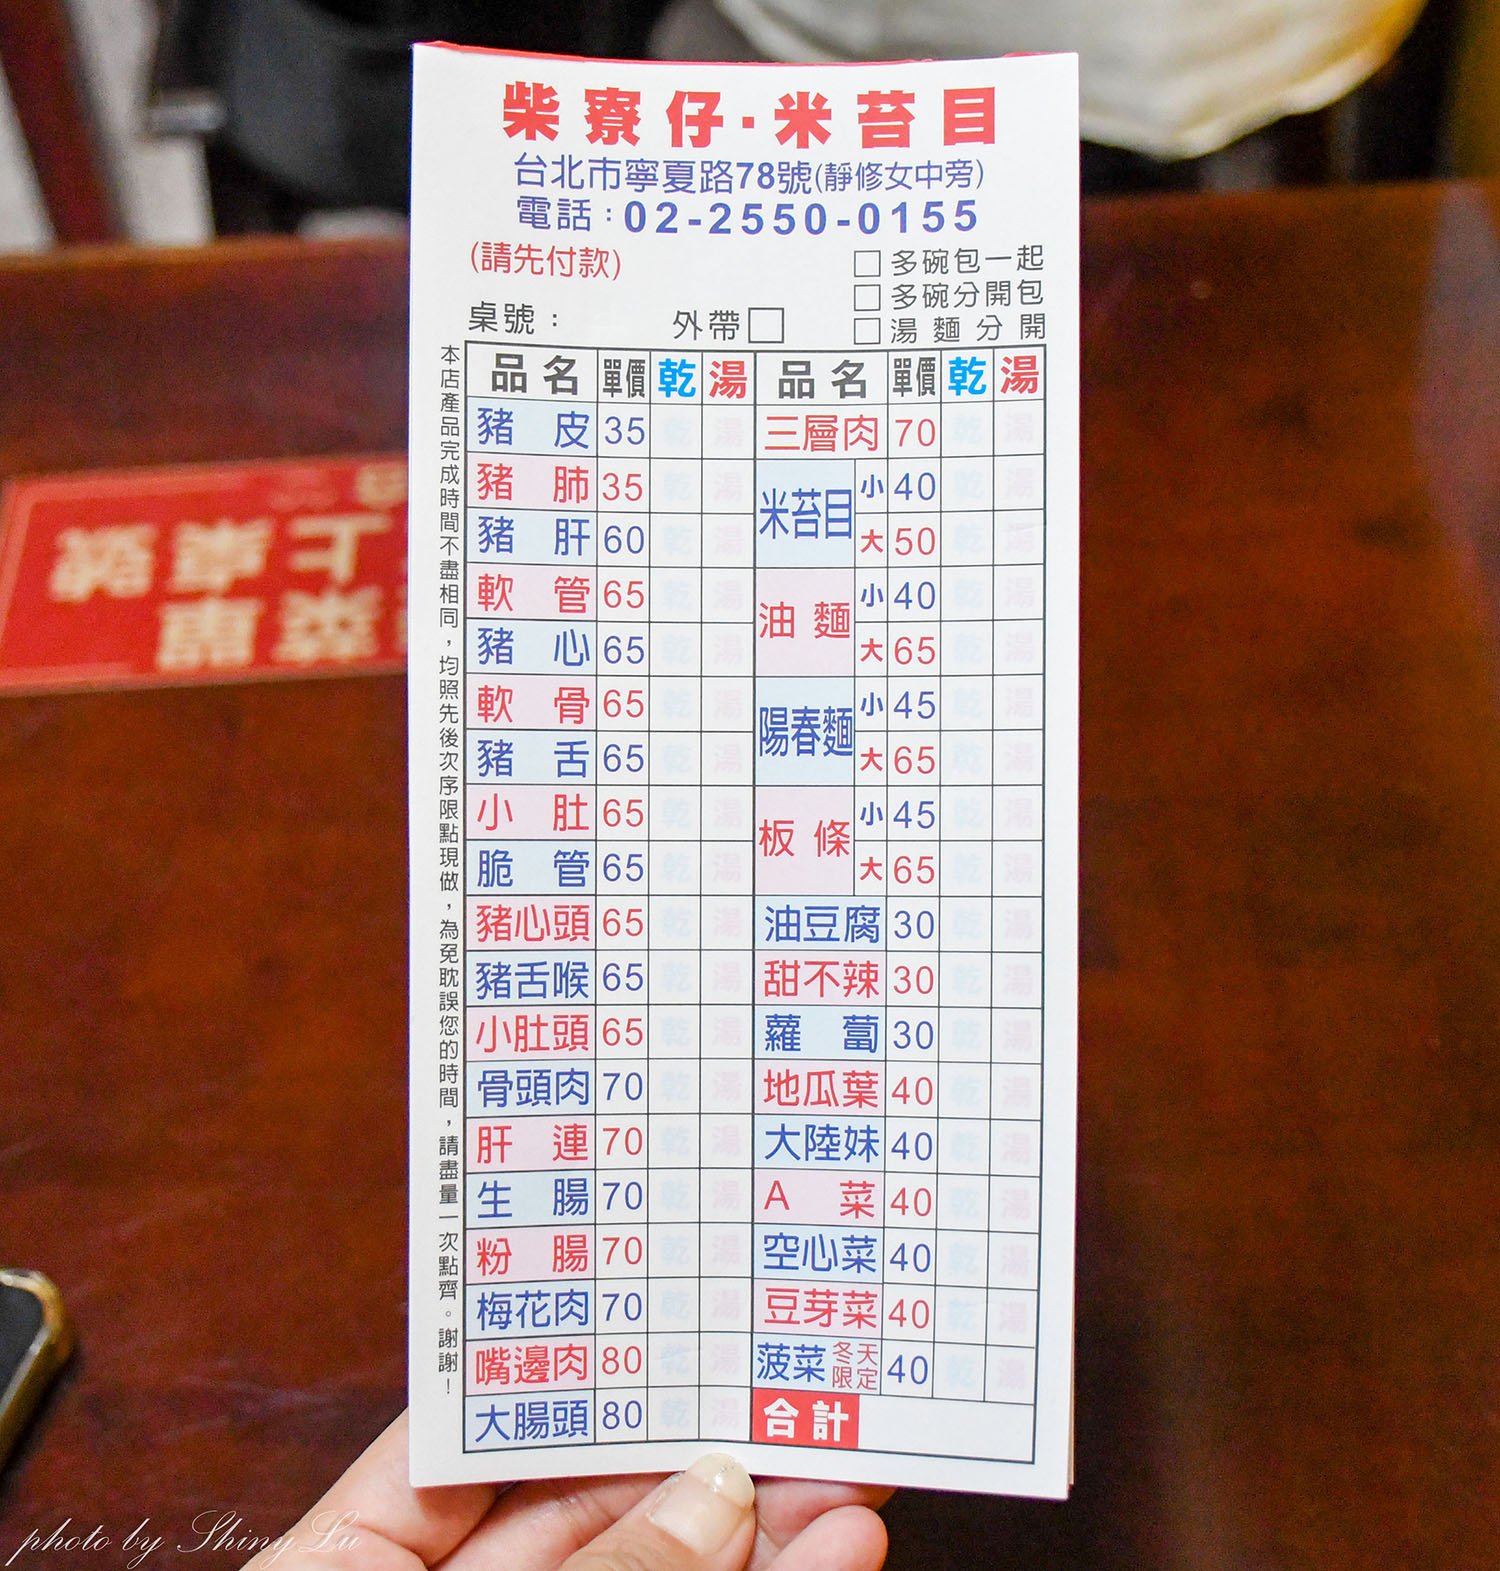 柴寮仔·米苔目
台北市寧夏路78號(靜修女中旁)
電話：02-2550-0155
(請先付款)
□多碗包一起
□多碗分開包
□湯麵分開
桌號： 外帶□
本店產品完成時間不盡相同，均照先後次序限點現做，為免耽誤您的時間，請盡量一次點齊。謝謝！
品名 單價 乾 湯
豬皮 35 乾 湯
豬肺 35 乾 湯
豬肝 60 乾 湯
軟管 65 乾 湯
豬心 65 乾 湯
軟骨 65 乾 湯
豬舌 65 乾 湯
小肚 65 乾 湯
脆管 65 乾 湯
豬心頭 65 乾 湯
豬舌喉 65 乾 湯
小肚頭 65 乾 湯
骨頭肉 70 乾 湯
肝連 70 乾 湯
生腸 70 乾 湯
粉腸 70 乾 湯
梅花肉 70 乾 湯
嘴邊肉 80 乾 湯
大腸頭 80 乾 湯
品名 單價 乾 湯
三層肉 70 乾 湯
米苔目 小 40 乾 湯
大 50 乾 湯
油麵 小 40 乾 湯
大 65 乾 湯
陽春麵 小 45 乾 湯
大 65 乾 湯
板條 小 45 乾 湯
大 65 乾 湯
油豆腐 30 乾 湯
甜不辣 30 乾 湯
蘿蔔 30 乾 湯
地瓜葉 40 乾 湯
大陸妹 40 乾 湯
A菜 40 乾 湯
空心菜 40 乾 湯
豆芽菜 40 乾 湯
菠菜 冬天限定 40 乾 湯
合計
菜單
上桌號
photo by Shiny Lu